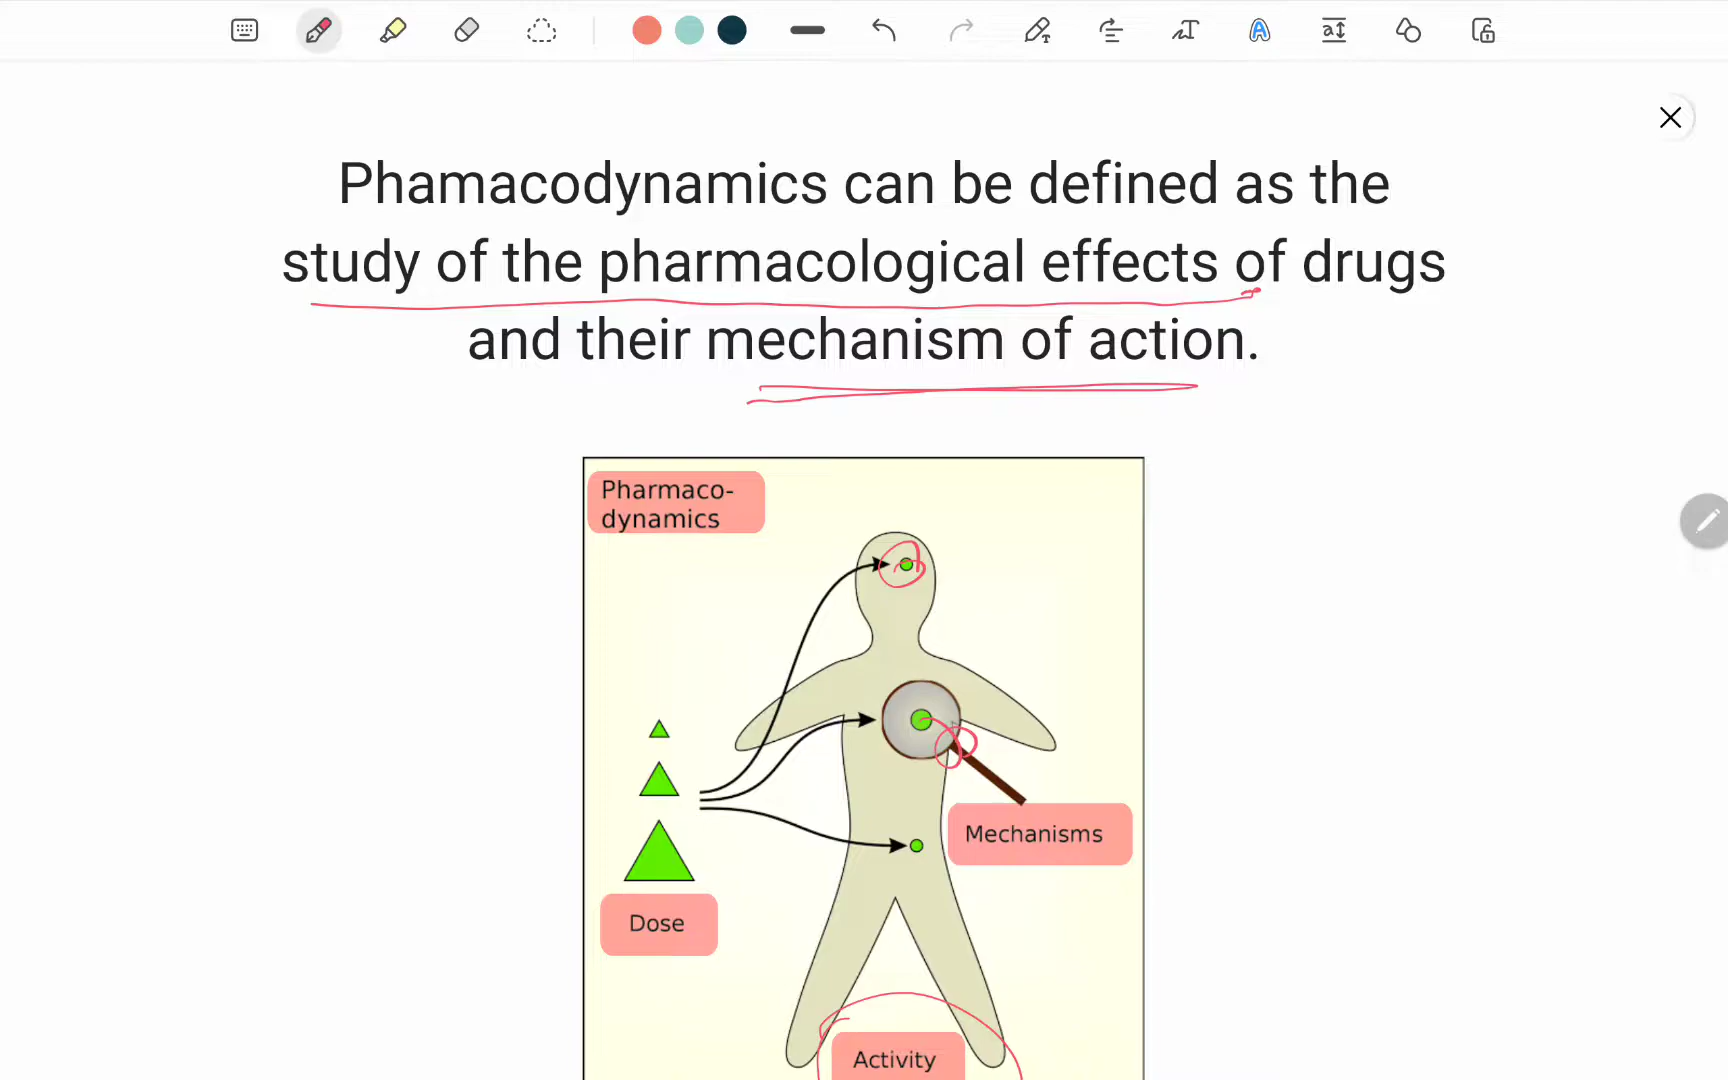 Phamacodynamics can be defined as the
study of the pharmacological effects of drugs
and their mechanism of action.
Pharmaco-
dynamics
Mechanisms
Dose
Activity